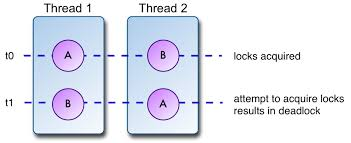 Thread 1 Thread 2
t0 A B locks acquired
t1 B A attempt to acquire locks
results in deadlock